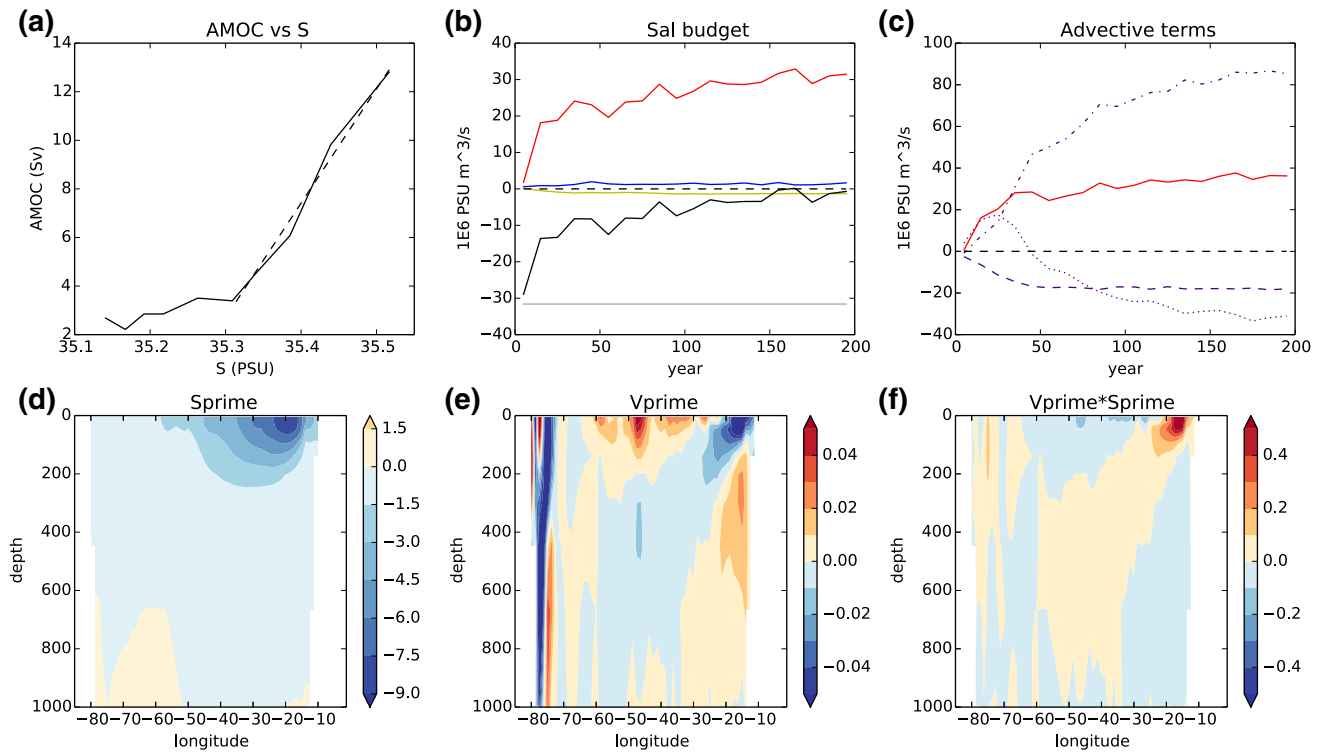 (a)
AMOC vs S
14
12
10
8
6
4
2
AMOC (Sv)
35.1 35.2 35.3 35.4 35.5
S (PSU)
(b)
Sal budget
40
30
20
10
0
−10
−20
−30
−40
1E6 PSU m^3/s
0 50 100 150 200
year
(c)
Advective terms
100
80
60
40
20
0
−20
−40
1E6 PSU m^3/s
0 50 100 150 200
year
(d)
Sprime
0
200
400
600
800
1000
depth
−80−70−60−50−40−30−20−10
longitude
1.5
0.0
−1.5
−3.0
−4.5
−6.0
−7.5
−9.0
(e)
Vprime
0
200
400
600
800
1000
depth
−80−70−60−50−40−30−20−10
longitude
0.04
0.02
0.00
−0.02
−0.04
(f)
Vprime*Sprime
0
200
400
600
800
1000
depth
−80−70−60−50−40−30−20−10
longitude
0.4
0.2
0.0
−0.2
−0.4